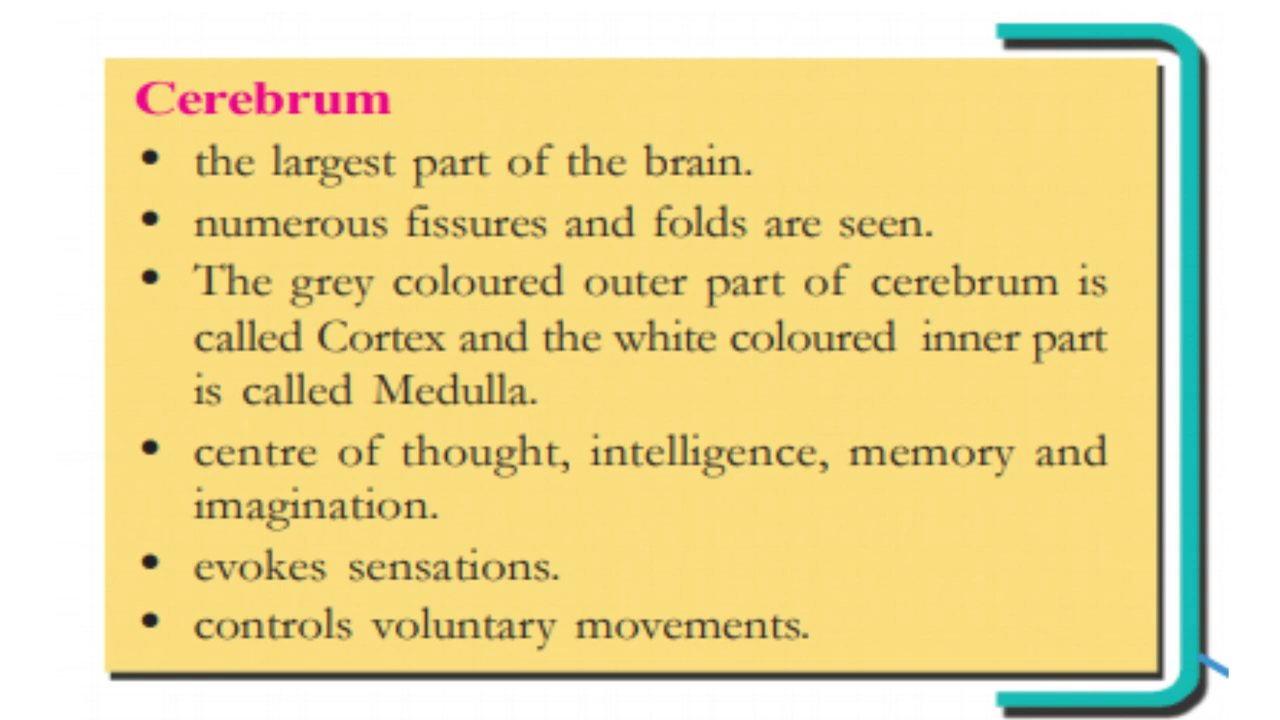 Cerebrum
• the largest part of the brain.
• numerous fissures and folds are seen.
• The grey coloured outer part of cerebrum is
called Cortex and the white coloured inner part
is called Medulla.
• centre of thought, intelligence, memory and
imagination.
• evokes sensations.
• controls voluntary movements.